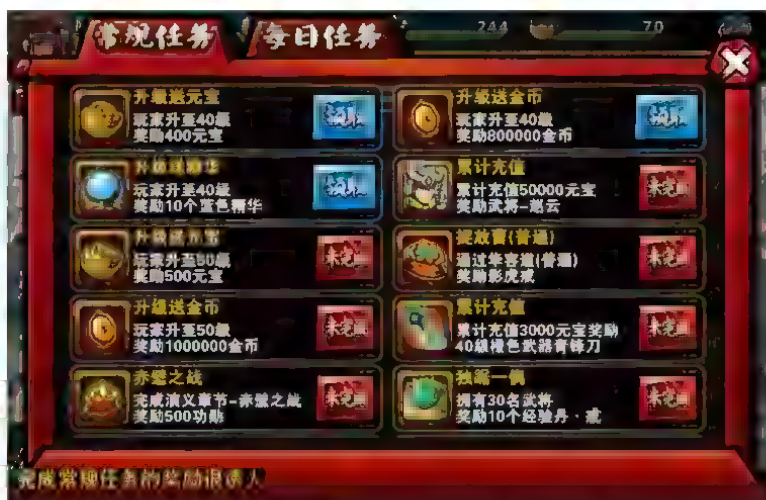 常规任务
每日任务
244
70
升级送元宝
玩家升至40级
奖励400元宝
领取
升级送金币
玩家升至40级
奖励800000金币
领取
玩家升至40级
奖励10个蓝色精华
领取
累计充值
累计充值50000元宝
奖励武将-赵云
未完成
玩家升至50级
奖励500元宝
未完成
捉放曹(普通)
通过华容道(普通)
奖励影虎戒
未完成
升级送金币
玩家升至50级
奖励1000000金币
未完成
累计充值
累计充值3000元宝奖励
40级橙色武器青锋刀
未完成
赤壁之战
完成演义章节-赤壁之战
奖励500功勋
未完成
独霸一偶
拥有30名武将
奖励10个经验丹·藏
未完成
完成常规任务的奖励很诱人